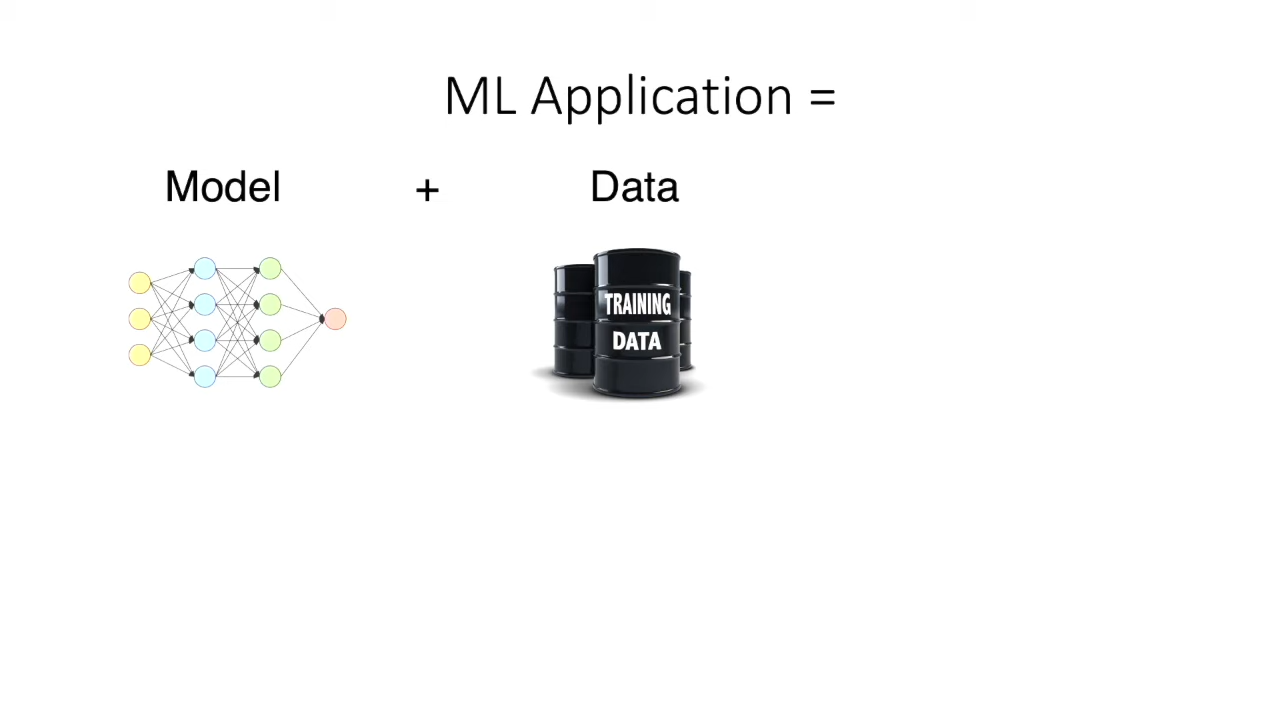 ML Application =
Model + Data
TRAINING
DATA